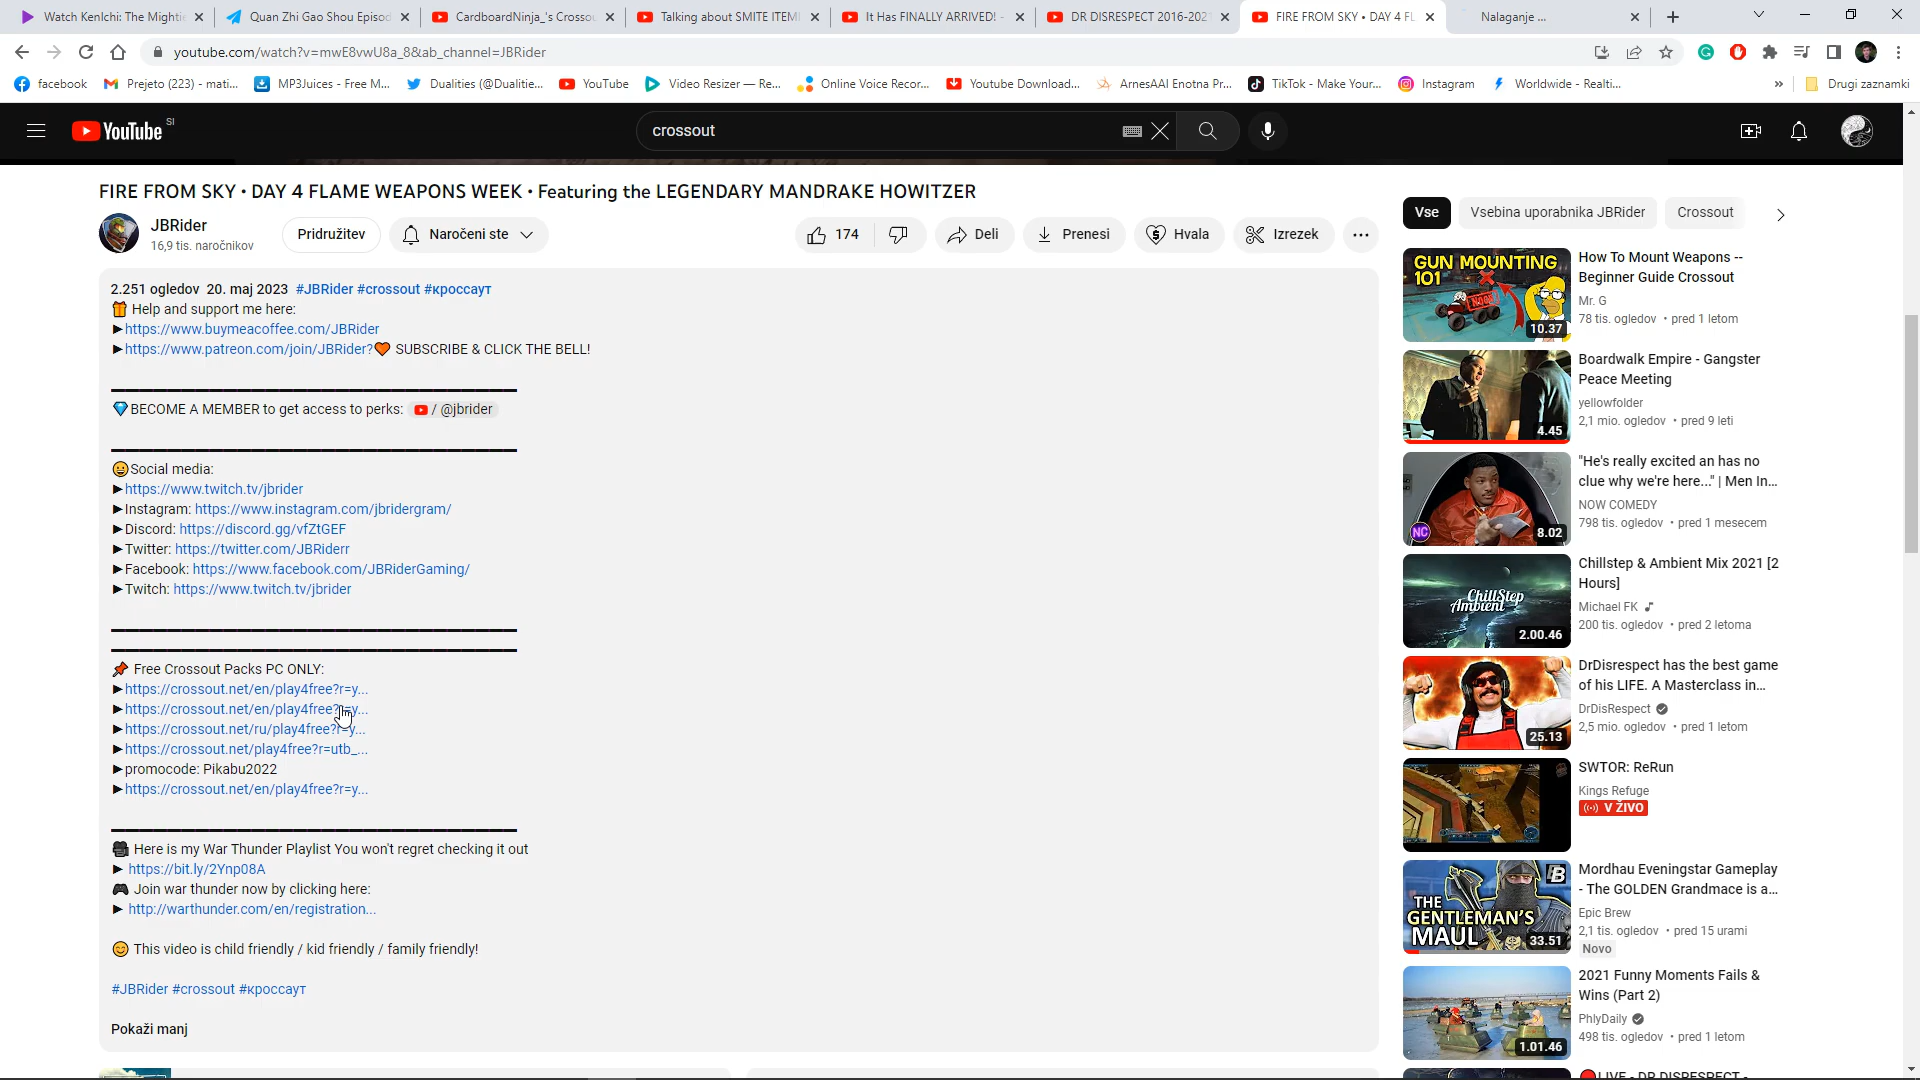 Watch KenIchi: The Mightie
Quan Zhi Gao Shou Episod
CardboardNinja_'s Crossou
Talking about SMITE ITEMI
It Has FINALLY ARRIVED! -
DR DISRESPECT 2016-202
FIRE FROM SKY • DAY 4 FL
Nalaganje ...
youtube.com/watch?v=mwE8vwU8a_8&ab_channel=JBRider
facebook
Prejeto (223) - mati...
MP3Juices - Free M...
Dualities (@Dualitie...
YouTube
Video Resizer — Re...
Online Voice Recor...
Youtube Download...
ArnesAAI Enotna Pr...
TikTok - Make Your...
Instagram
Worldwide - Realti...
»
Drugi zaznamki
YouTube SI
crossout
FIRE FROM SKY • DAY 4 FLAME WEAPONS WEEK • Featuring the LEGENDARY MANDRAKE HOWITZER
JBRider
16,9 tis. naročnikov
Pridružitev
Naročeni ste
174
Deli
Prenesi
Hvala
Izrezek
2.251 ogledov 20. maj 2023 #JBRider #crossout #кроссаут
🎁 Help and support me here:
►https://www.buymeacoffee.com/JBRider
►https://www.patreon.com/join/JBRider?🧡 SUBSCRIBE & CLICK THE BELL!
💎BECOME A MEMBER to get access to perks: / @jbrider
😀Social media:
►https://www.twitch.tv/jbrider
►Instagram: https://www.instagram.com/jbridergram/
►Discord: https://discord.gg/vfZtGEF
►Twitter: https://twitter.com/JBRiderr
►Facebook: https://www.facebook.com/JBRiderGaming/
►Twitch: https://www.twitch.tv/jbrider
📌 Free Crossout Packs PC ONLY:
►https://crossout.net/en/play4free?r=y...
►https://crossout.net/en/play4free?r=y...
►https://crossout.net/ru/play4free?r=y...
►https://crossout.net/play4free?r=utb_...
►promocode: Pikabu2022
►https://crossout.net/en/play4free?r=y...
🎥 Here is my War Thunder Playlist You won't regret checking it out
► https://bit.ly/2Ynp08A
🎮 Join war thunder now by clicking here:
► http://warthunder.com/en/registration...
😊 This video is child friendly / kid friendly / family friendly!
#JBRider #crossout #кроссаут
Pokaži manj
Vse
Vsebina uporabnika JBRider
Crossout
GUN MOUNTING
101
NOOB
10.37
How To Mount Weapons --
Beginner Guide Crossout
Mr. G
78 tis. ogledov • pred 1 letom
4.45
Boardwalk Empire - Gangster
Peace Meeting
yellowfolder
2,1 mio. ogledov • pred 9 leti
NC
8.02
"He's really excited an has no
clue why we're here..." | Men In...
NOW COMEDY
798 tis. ogledov • pred 1 mesecem
ChillStep
Ambient
2.00.46
Chillstep & Ambient Mix 2021 [2
Hours]
Michael FK
200 tis. ogledov • pred 2 letoma
25.13
DrDisrespect has the best game
of his LIFE. A Masterclass in...
DrDisRespect
2,5 mio. ogledov • pred 1 letom
SWTOR: ReRun
Kings Refuge
V ŽIVO
B
THE
GENTLEMAN'S
MAUL
33.51
Mordhau Eveningstar Gameplay
- The GOLDEN Grandmace is a...
Epic Brew
2,1 tis. ogledov • pred 15 urami
Novo
1.01.46
2021 Funny Moments Fails &
Wins (Part 2)
PhlyDaily
498 tis. ogledov • pred 1 letom
🔴LIVE - DR DISRESPECT -